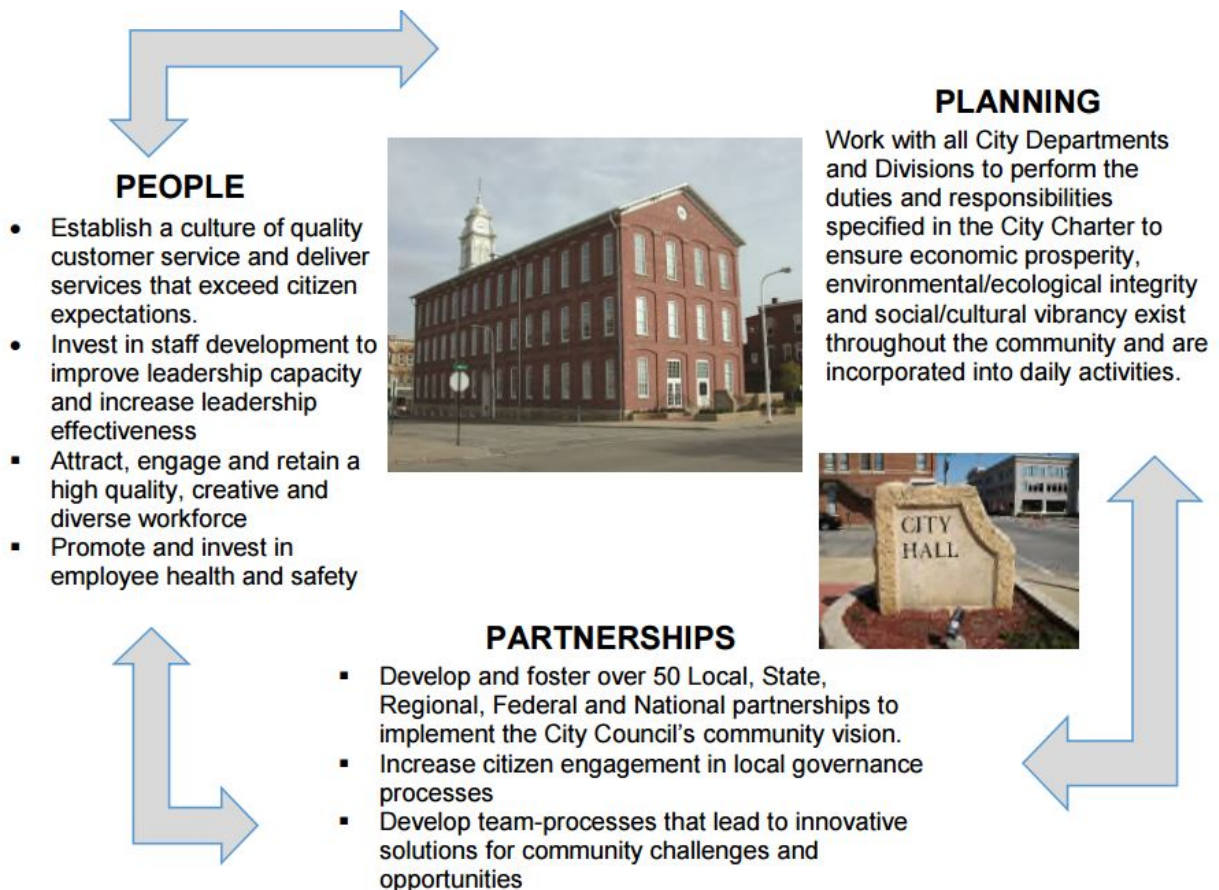 PEOPLE
• Establish a culture of quality
customer service and deliver
services that exceed citizen
expectations.
• Invest in staff development to
improve leadership capacity
and increase leadership
effectiveness
▪ Attract, engage and retain a
high quality, creative and
diverse workforce
▪ Promote and invest in
employee health and safety
PLANNING
Work with all City Departments
and Divisions to perform the
duties and responsibilities
specified in the City Charter to
ensure economic prosperity,
environmental/ecological integrity
and social/cultural vibrancy exist
throughout the community and are
incorporated into daily activities.
CITY
HALL
PARTNERSHIPS
▪ Develop and foster over 50 Local, State,
Regional, Federal and National partnerships to
implement the City Council’s community vision.
▪ Increase citizen engagement in local governance
processes
▪ Develop team-processes that lead to innovative
solutions for community challenges and
opportunities